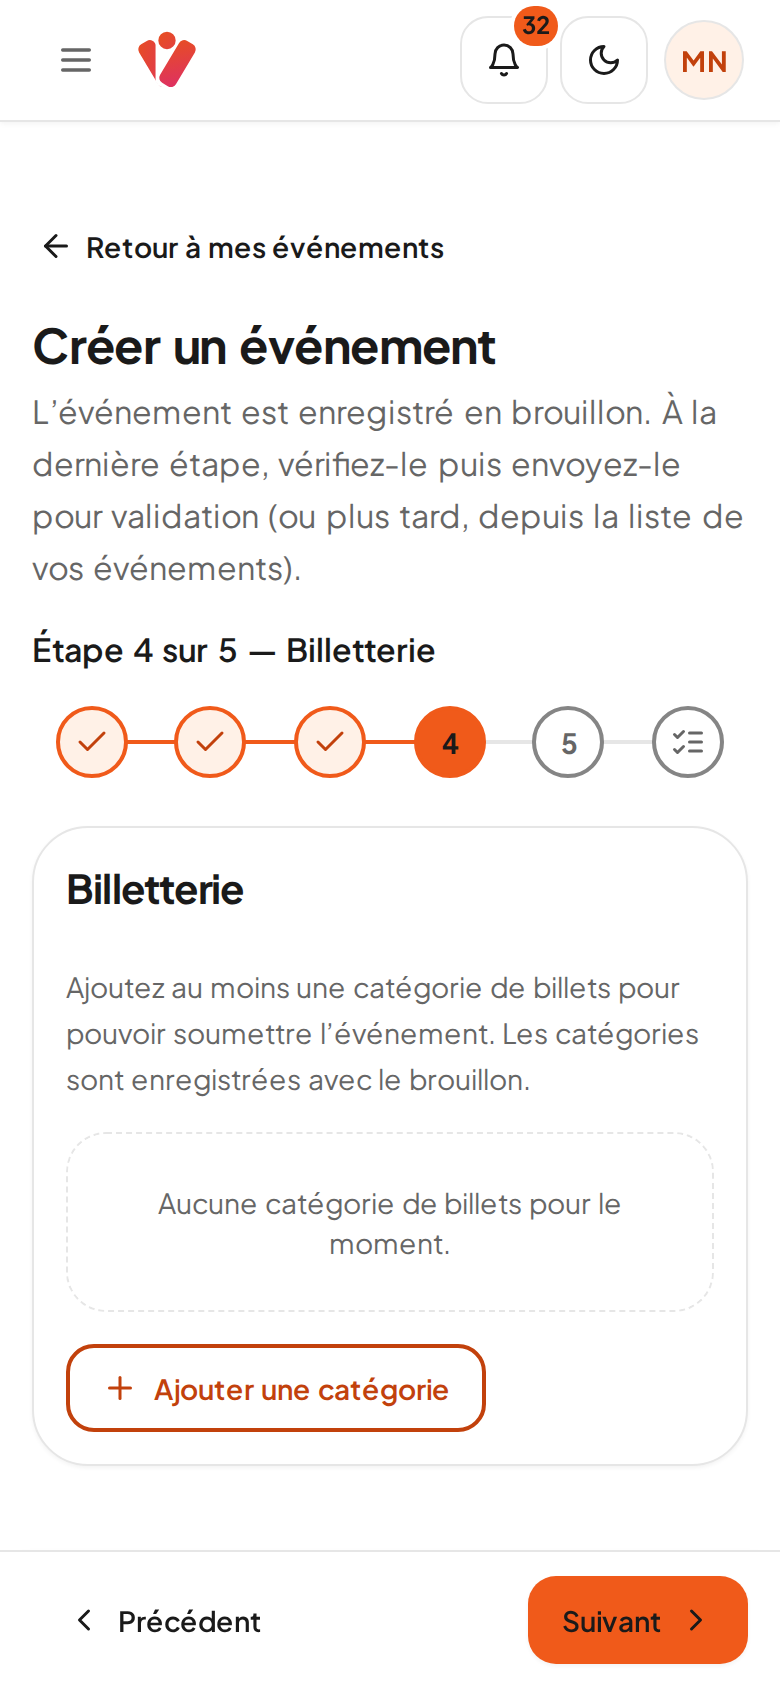 32
MN
Retour à mes événements
Créer un événement
L’événement est enregistré en brouillon. À la
dernière étape, vérifiez-le puis envoyez-le
pour validation (ou plus tard, depuis la liste de
vos événements).
Étape 4 sur 5 — Billetterie
4
5
Billetterie
Ajoutez au moins une catégorie de billets pour
pouvoir soumettre l’événement. Les catégories
sont enregistrées avec le brouillon.
Aucune catégorie de billets pour le
moment.
Ajouter une catégorie
Précédent
Suivant